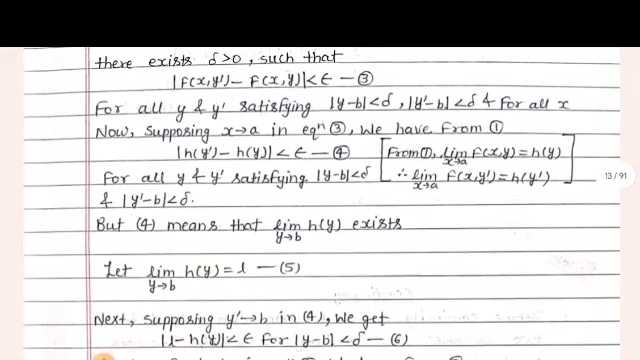 there exists δ>0, such that
|f(x,y')-f(x,y)|<ϵ — ③
For all y & y' satisfying |y-b|<δ, |y'-b|<δ & for all x
Now, supposing x→a in eqⁿ ③, We have From ①
|h(y')-h(y)|<ϵ — ④ [From ①, lim x→a F(x,y)=h(y)
For all y & y' satisfying |y-b|<δ ∴ lim x→a F(x,y')=h(y')]
& |y'-b|<δ.
13 / 91
But (4) means that lim y→b h(y) exists
Let lim y→b h(y)=l — (5)
Next, supposing y'→b in (4), We get
|l-h(y)|<ϵ for |y-b|<δ — (6)